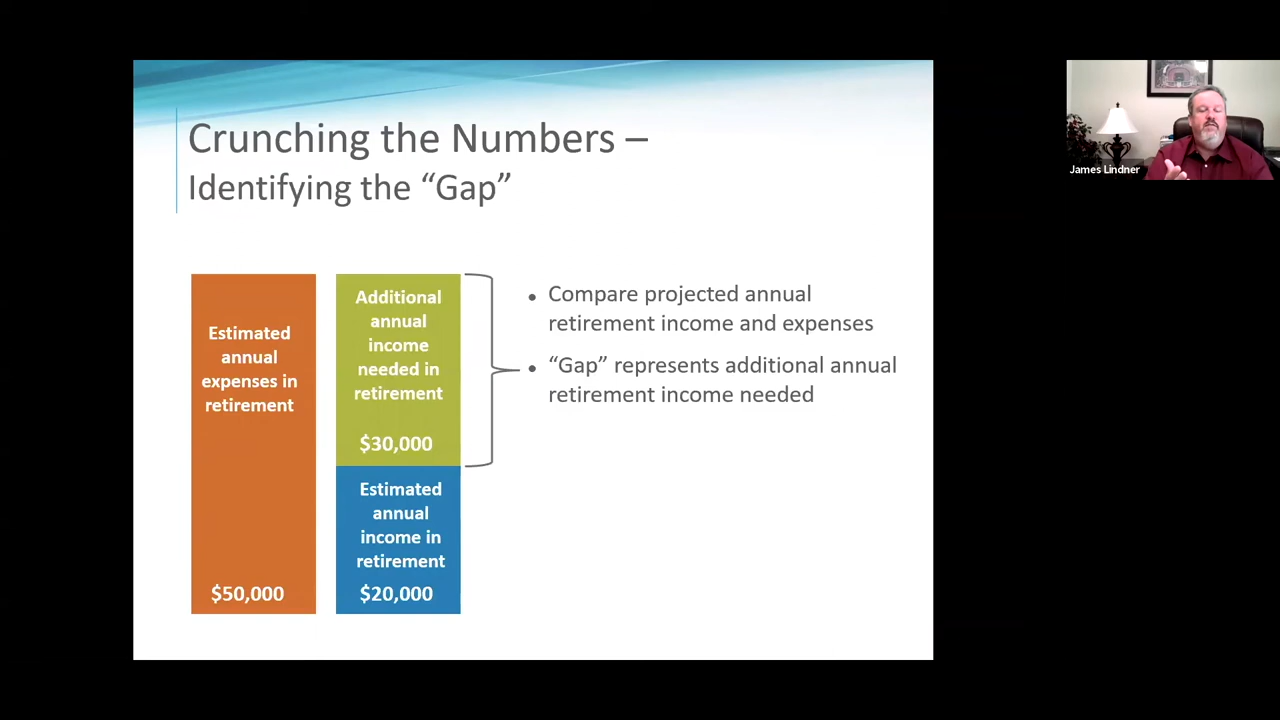 Crunching the Numbers –
Identifying the “Gap”
Estimated
annual
expenses in
retirement
$50,000
Additional
annual
income
needed in
retirement
$30,000
Estimated
annual
income in
retirement
$20,000
• Compare projected annual
retirement income and expenses
• “Gap” represents additional annual
retirement income needed
James Lindner